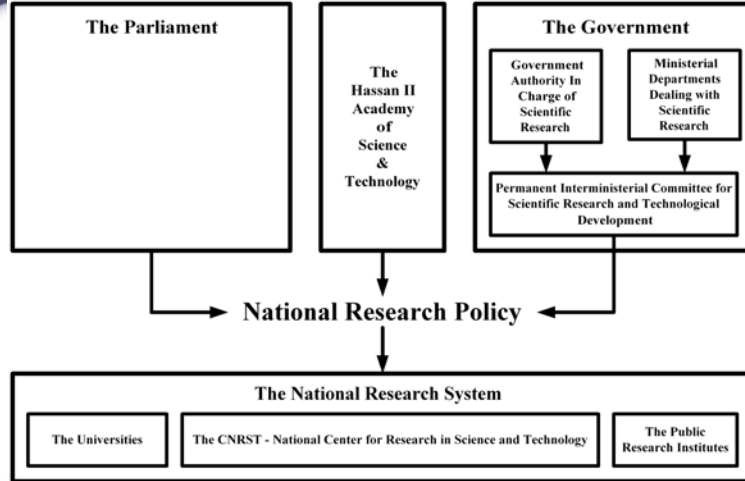 The Parliament
The
Hassan II
Academy
of
Science
&
Technology
The Government
Government
Authority In
Charge of
Scientific
Research
Ministerial
Departments
Dealing with
Scientific
Research
Permanent Interministerial Committee for
Scientific Research and Technological
Development
National Research Policy
The National Research System
The Universities
The CNRST - National Center for Research in Science and Technology
The Public
Research Institutes